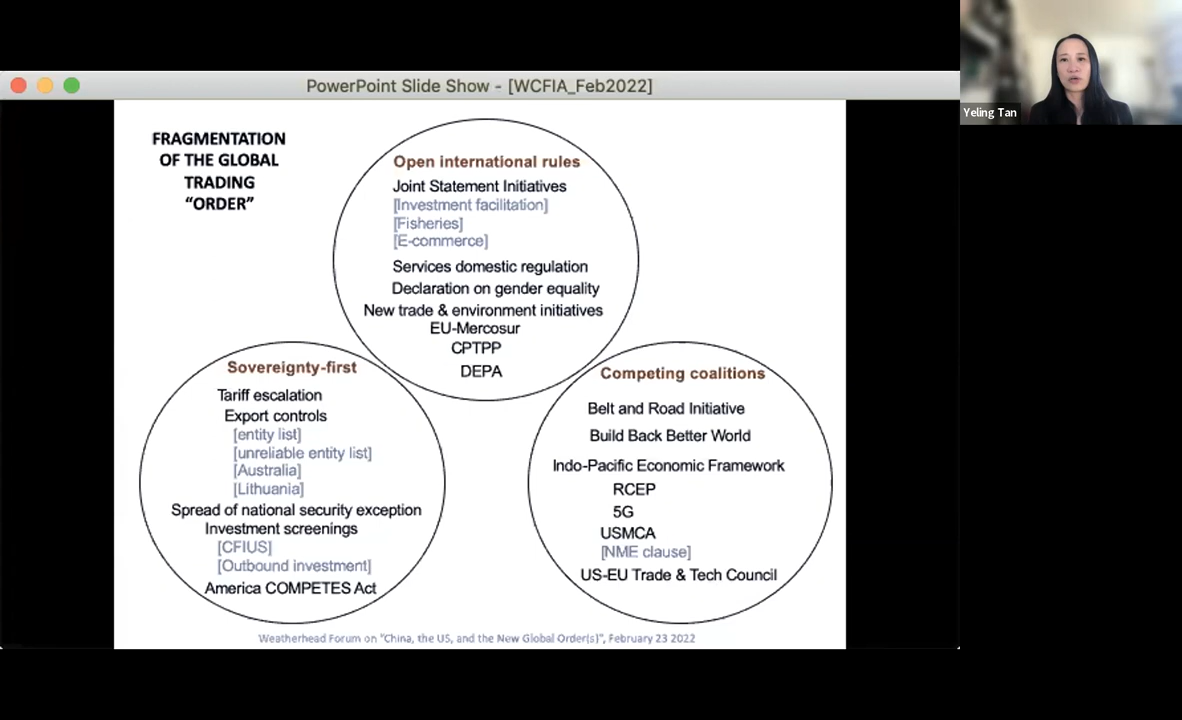 PowerPoint Slide Show - [WCFIA_Feb2022]
Yeling Tan
FRAGMENTATION
OF THE GLOBAL
TRADING
“ORDER”
Open international rules
Joint Statement Initiatives
[Investment facilitation]
[Fisheries]
[E-commerce]
Services domestic regulation
Declaration on gender equality
New trade & environment initiatives
EU-Mercosur
CPTPP
DEPA
Sovereignty-first
Tariff escalation
Export controls
[entity list]
[unreliable entity list]
[Australia]
[Lithuania]
Spread of national security exception
Investment screenings
[CFIUS]
[Outbound investment]
America COMPETES Act
Competing coalitions
Belt and Road Initiative
Build Back Better World
Indo-Pacific Economic Framework
RCEP
5G
USMCA
[NME clause]
US-EU Trade & Tech Council
Weatherhead Forum on "China, the US, and the New Global Order(s)", February 23 2022